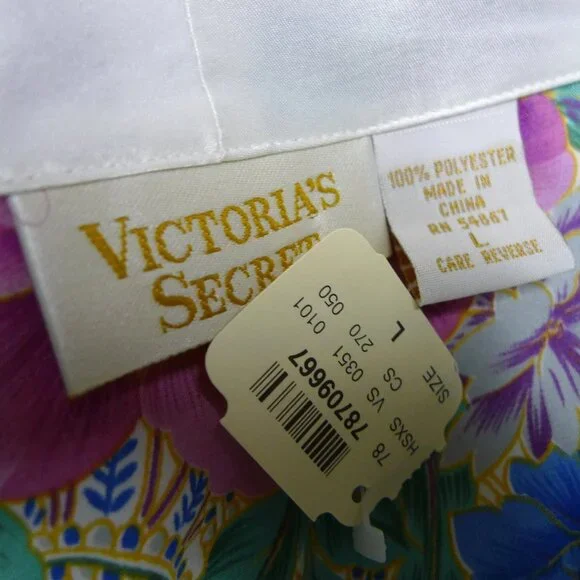 VICTORIA'S
SECRET
100% POLYESTER
MADE IN
CHINA
RN 54867
L
CARE REVERSE
78709667
78
HSXS VS 0351 0101
CS 270 050
SIZE L